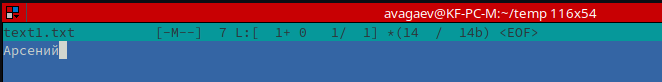 avagaev@KF-PC-M:~/temp 116x54
text1.txt [-M--] 7 L:[ 1+ 0 1/ 1] *(14 / 14b) <EOF>
Арсений